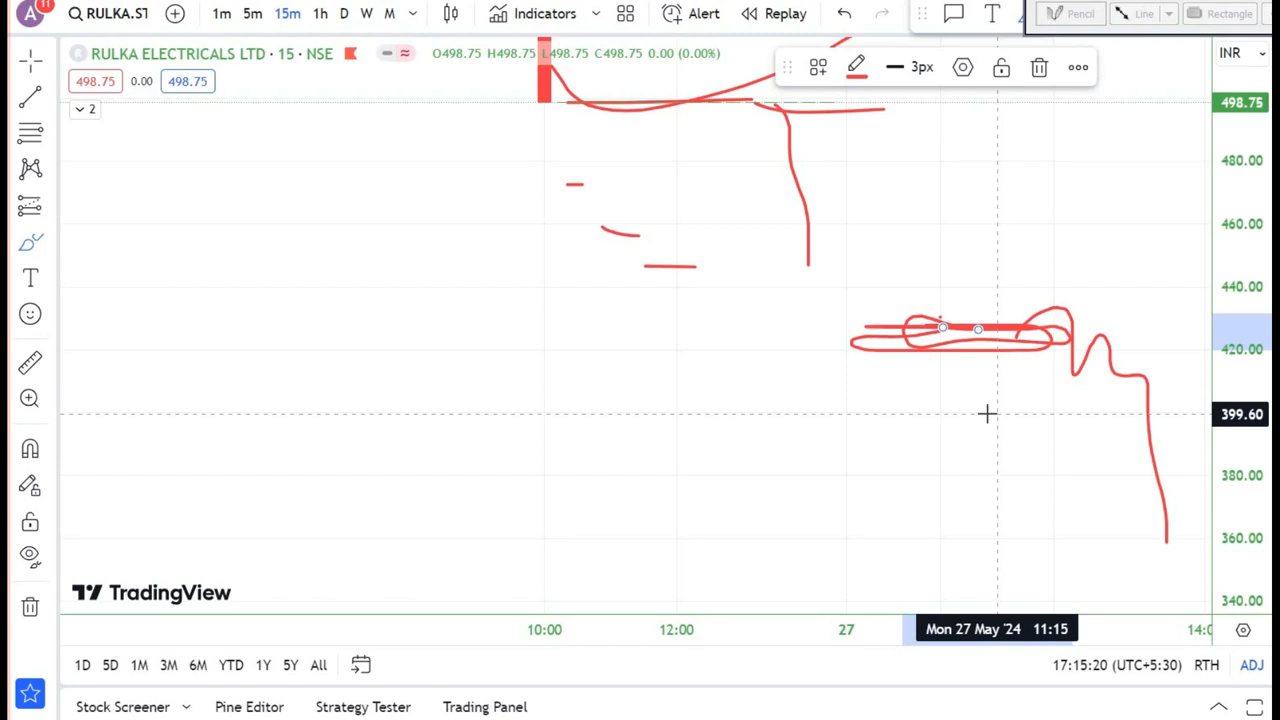 A 11 RULKA.ST 1m 5m 15m 1h D W M Indicators Alert Replay T Pencil Line Rectangle
R RULKA ELECTRICALS LTD · 15 · NSE O498.75 H498.75 L498.75 C498.75 0.00 (0.00%) 3px INR
498.75 0.00 498.75
2
498.75
480.00
460.00
440.00
420.00
399.60
380.00
360.00
340.00
TradingView
10:00 12:00 27 Mon 27 May '24 11:15 14:0
1D 5D 1M 3M 6M YTD 1Y 5Y All 17:15:20 (UTC+5:30) RTH ADJ
Stock Screener Pine Editor Strategy Tester Trading Panel